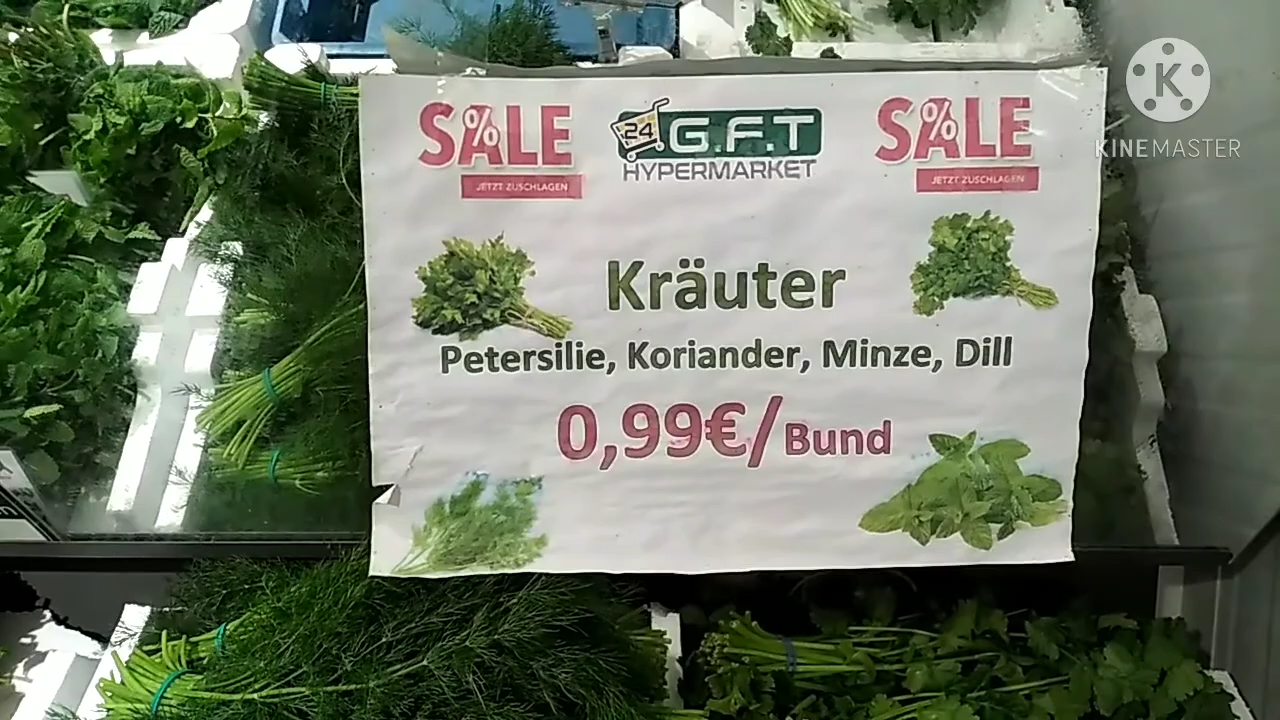 SALE
JETZT ZUSCHLAGEN
24 G.F.T
HYPERMARKET
SALE
JETZT ZUSCHLAGEN
Kräuter
Petersilie, Koriander, Minze, Dill
0,99€/Bund
K
KINEMASTER